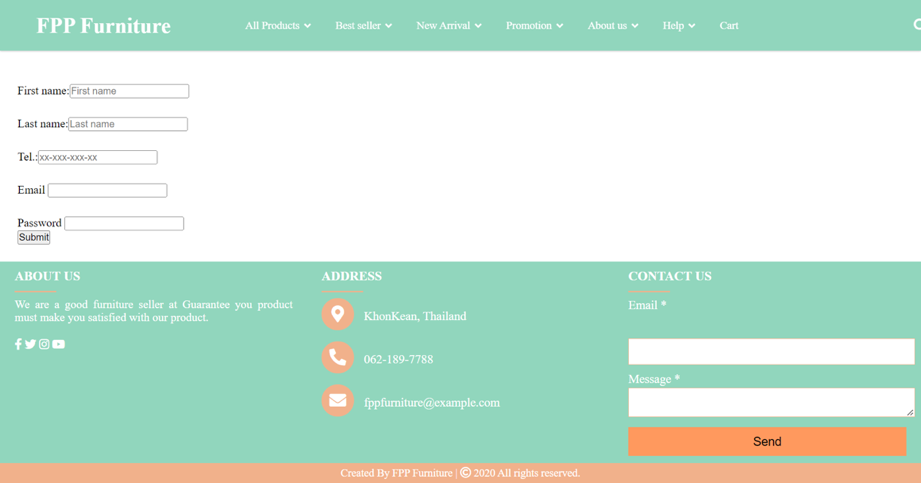 FPP Furniture
All Products Best seller New Arrival Promotion About us Help Cart
First name: First name
Last name: Last name
Tel.: xx-xxx-xxx-xx
Email
Password
Submit
ABOUT US
We are a good furniture seller at Guarantee you product
must make you satisfied with our product.
ADDRESS
KhonKean, Thailand
062-189-7788
fppfurniture@example.com
CONTACT US
Email *
Message *
Send
Created By FPP Furniture | © 2020 All rights reserved.